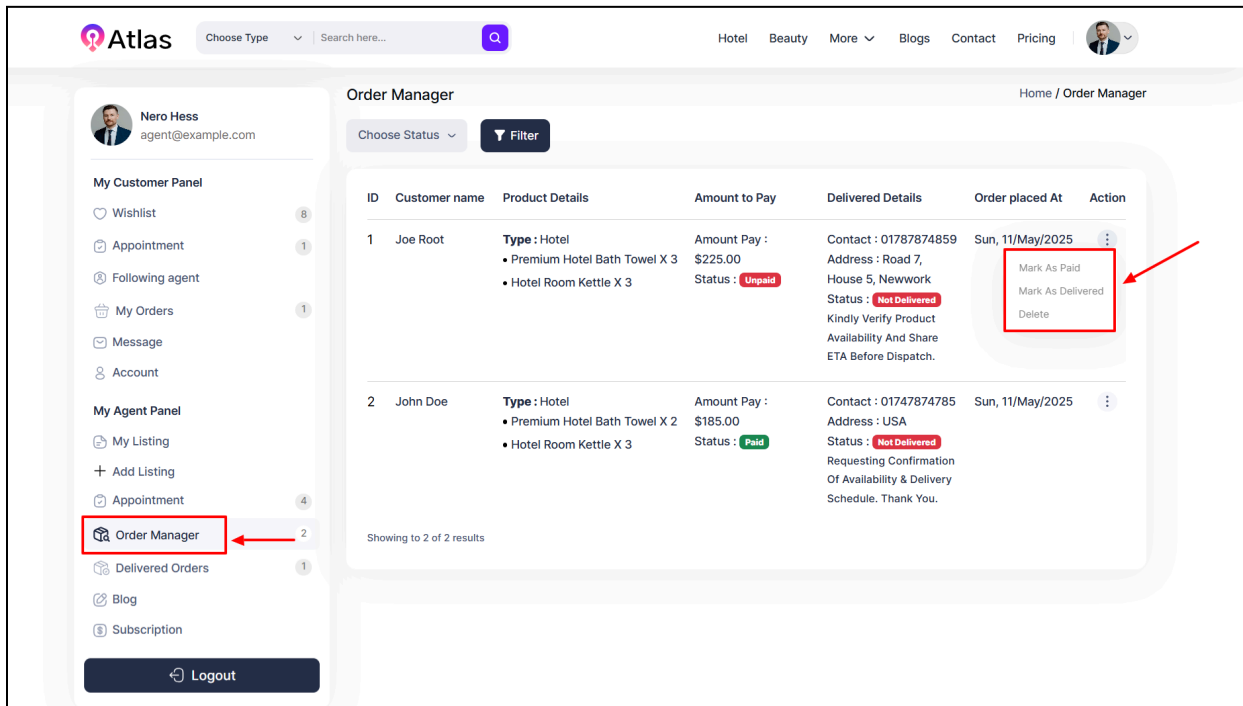 Atlas
Choose Type
Search here...
Hotel
Beauty
More
Blogs
Contact
Pricing
Nero Hess
agent@example.com
My Customer Panel
Wishlist 8
Appointment 1
Following agent
My Orders 1
Message
Account
My Agent Panel
My Listing
Add Listing
Appointment 4
Order Manager 2
Delivered Orders 1
Blog
Subscription
Logout
Order Manager
Home / Order Manager
Choose Status
Filter
ID Customer name Product Details Amount to Pay Delivered Details Order placed At Action
1
Joe Root
Type : Hotel
• Premium Hotel Bath Towel X 3
• Hotel Room Kettle X 3
Amount Pay :
$225.00
Status : Unpaid
Contact : 01787874859
Address : Road 7,
House 5, Newwork
Status : Not Delivered
Kindly Verify Product
Availability And Share
ETA Before Dispatch.
Sun, 11/May/2025
Mark As Paid
Mark As Delivered
Delete
2
John Doe
Type : Hotel
• Premium Hotel Bath Towel X 2
• Hotel Room Kettle X 3
Amount Pay :
$185.00
Status : Paid
Contact : 01747874785
Address : USA
Status : Not Delivered
Requesting Confirmation
Of Availability & Delivery
Schedule. Thank You.
Sun, 11/May/2025
Showing to 2 of 2 results